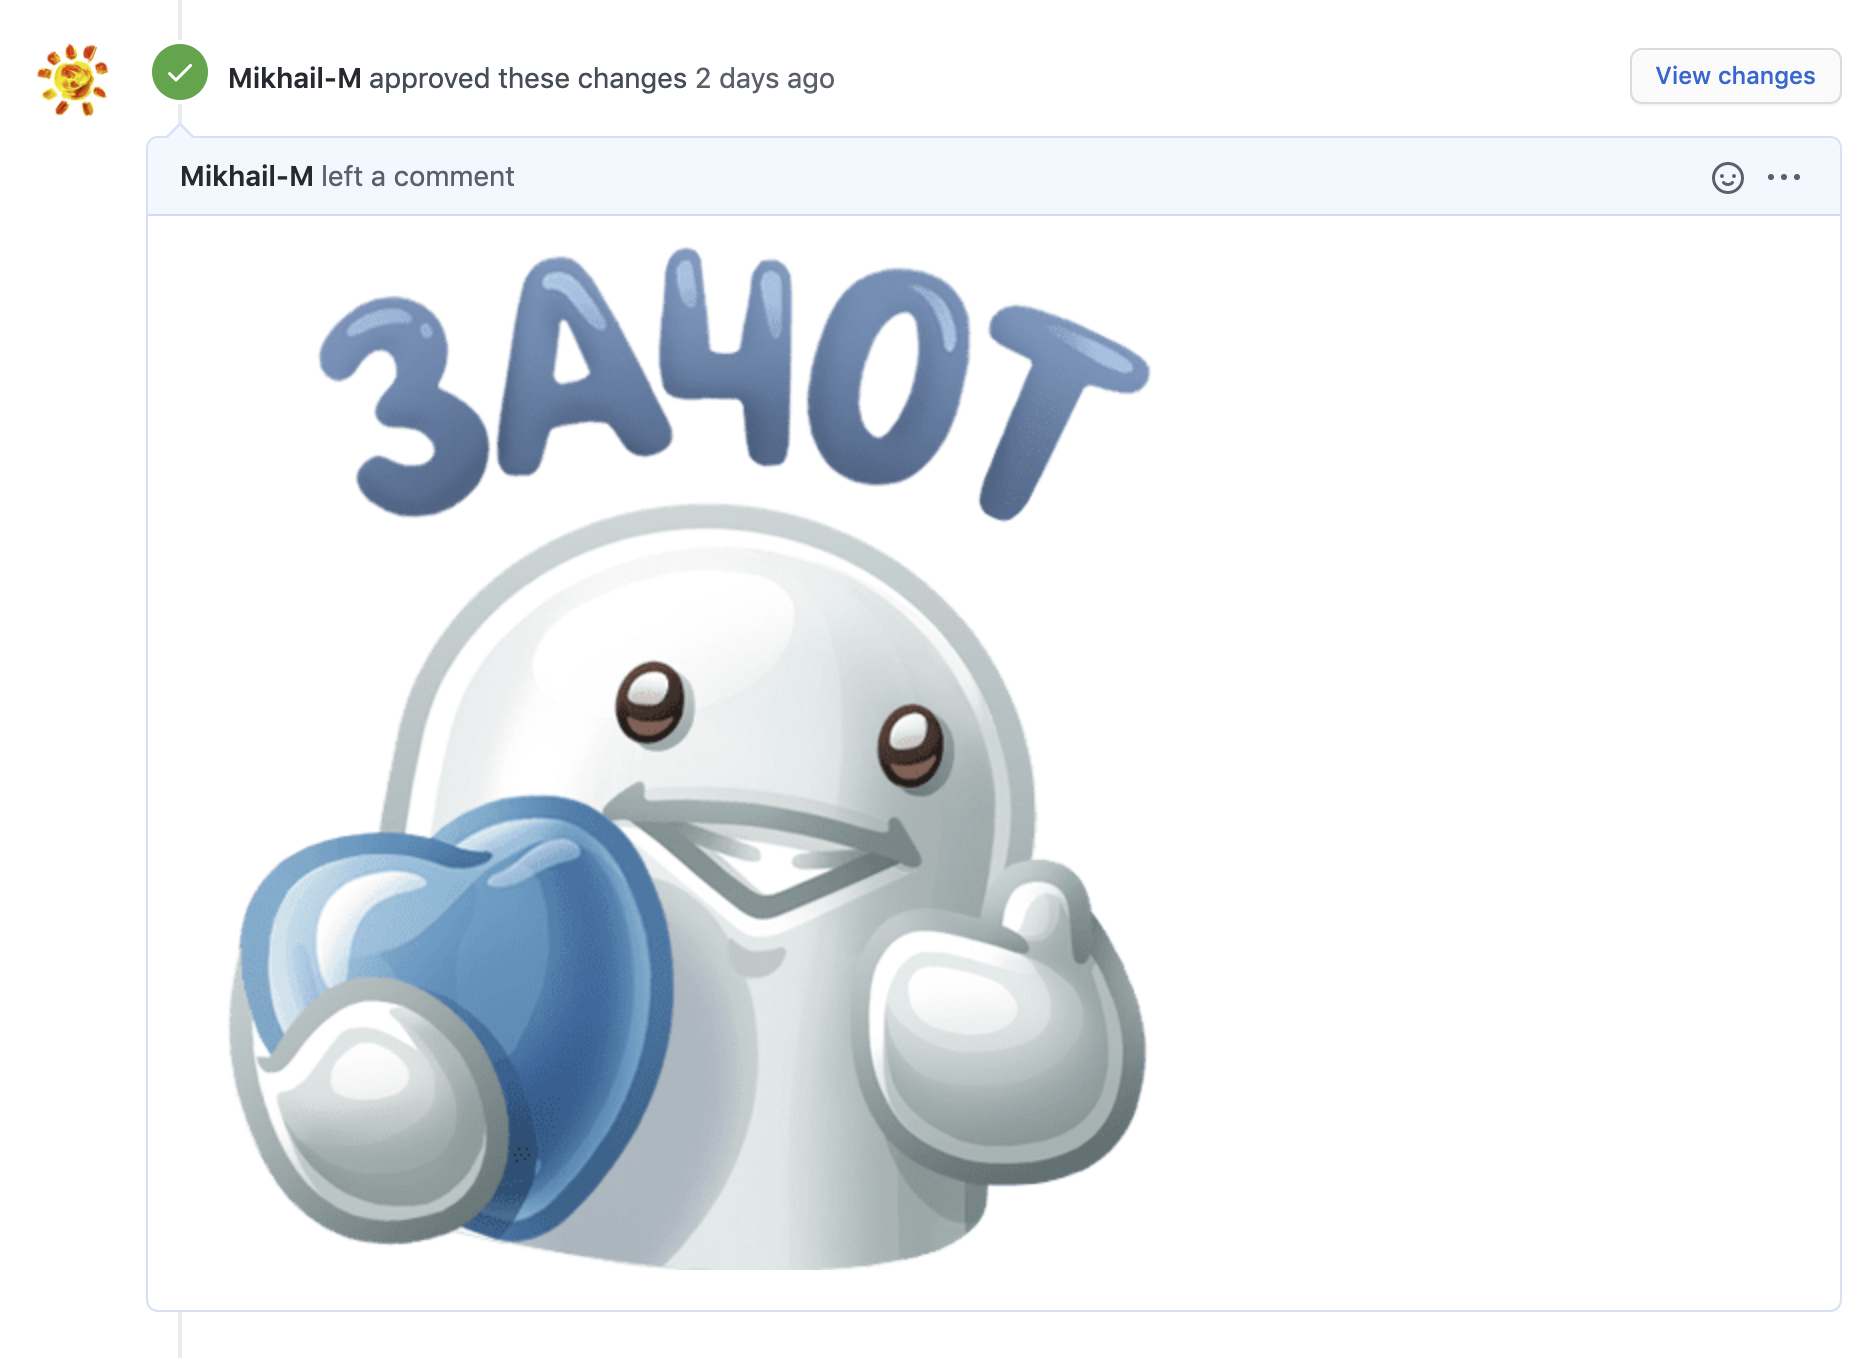 Mikhail-M approved these changes 2 days ago
View changes
Mikhail-M left a comment
ЗАЧОТ